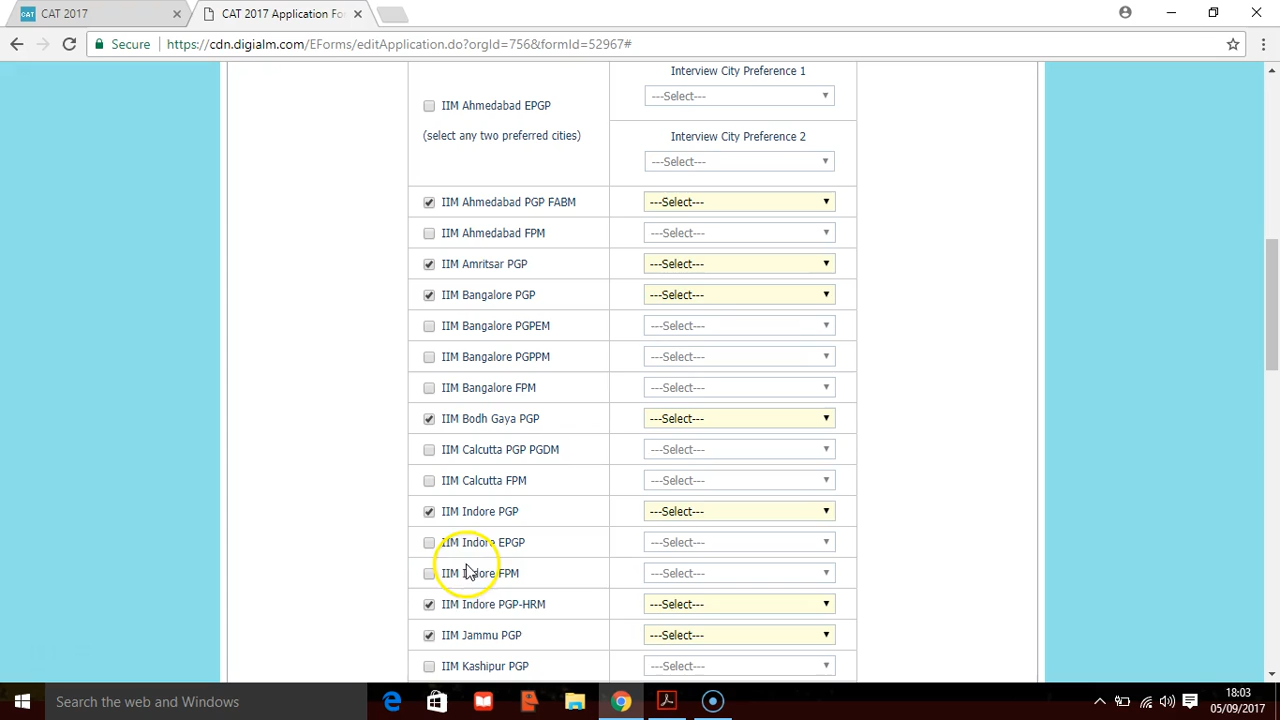 CAT CAT 2017
CAT 2017 Application Fo
Secure https://cdn.digialm.com/EForms/editApplication.do?orgId=756&formId=52967#
Interview City Preference 1
---Select---
IIM Ahmedabad EPGP
(select any two preferred cities)
Interview City Preference 2
---Select---
IIM Ahmedabad PGP FABM ---Select---
IIM Ahmedabad FPM ---Select---
IIM Amritsar PGP ---Select---
IIM Bangalore PGP ---Select---
IIM Bangalore PGPEM ---Select---
IIM Bangalore PGPPM ---Select---
IIM Bangalore FPM ---Select---
IIM Bodh Gaya PGP ---Select---
IIM Calcutta PGP PGDM ---Select---
IIM Calcutta FPM ---Select---
IIM Indore PGP ---Select---
IIM Indore EPGP ---Select---
IIM Indore FPM ---Select---
IIM Indore PGP-HRM ---Select---
IIM Jammu PGP ---Select---
IIM Kashipur PGP ---Select---
Search the web and Windows
18:03
05/09/2017